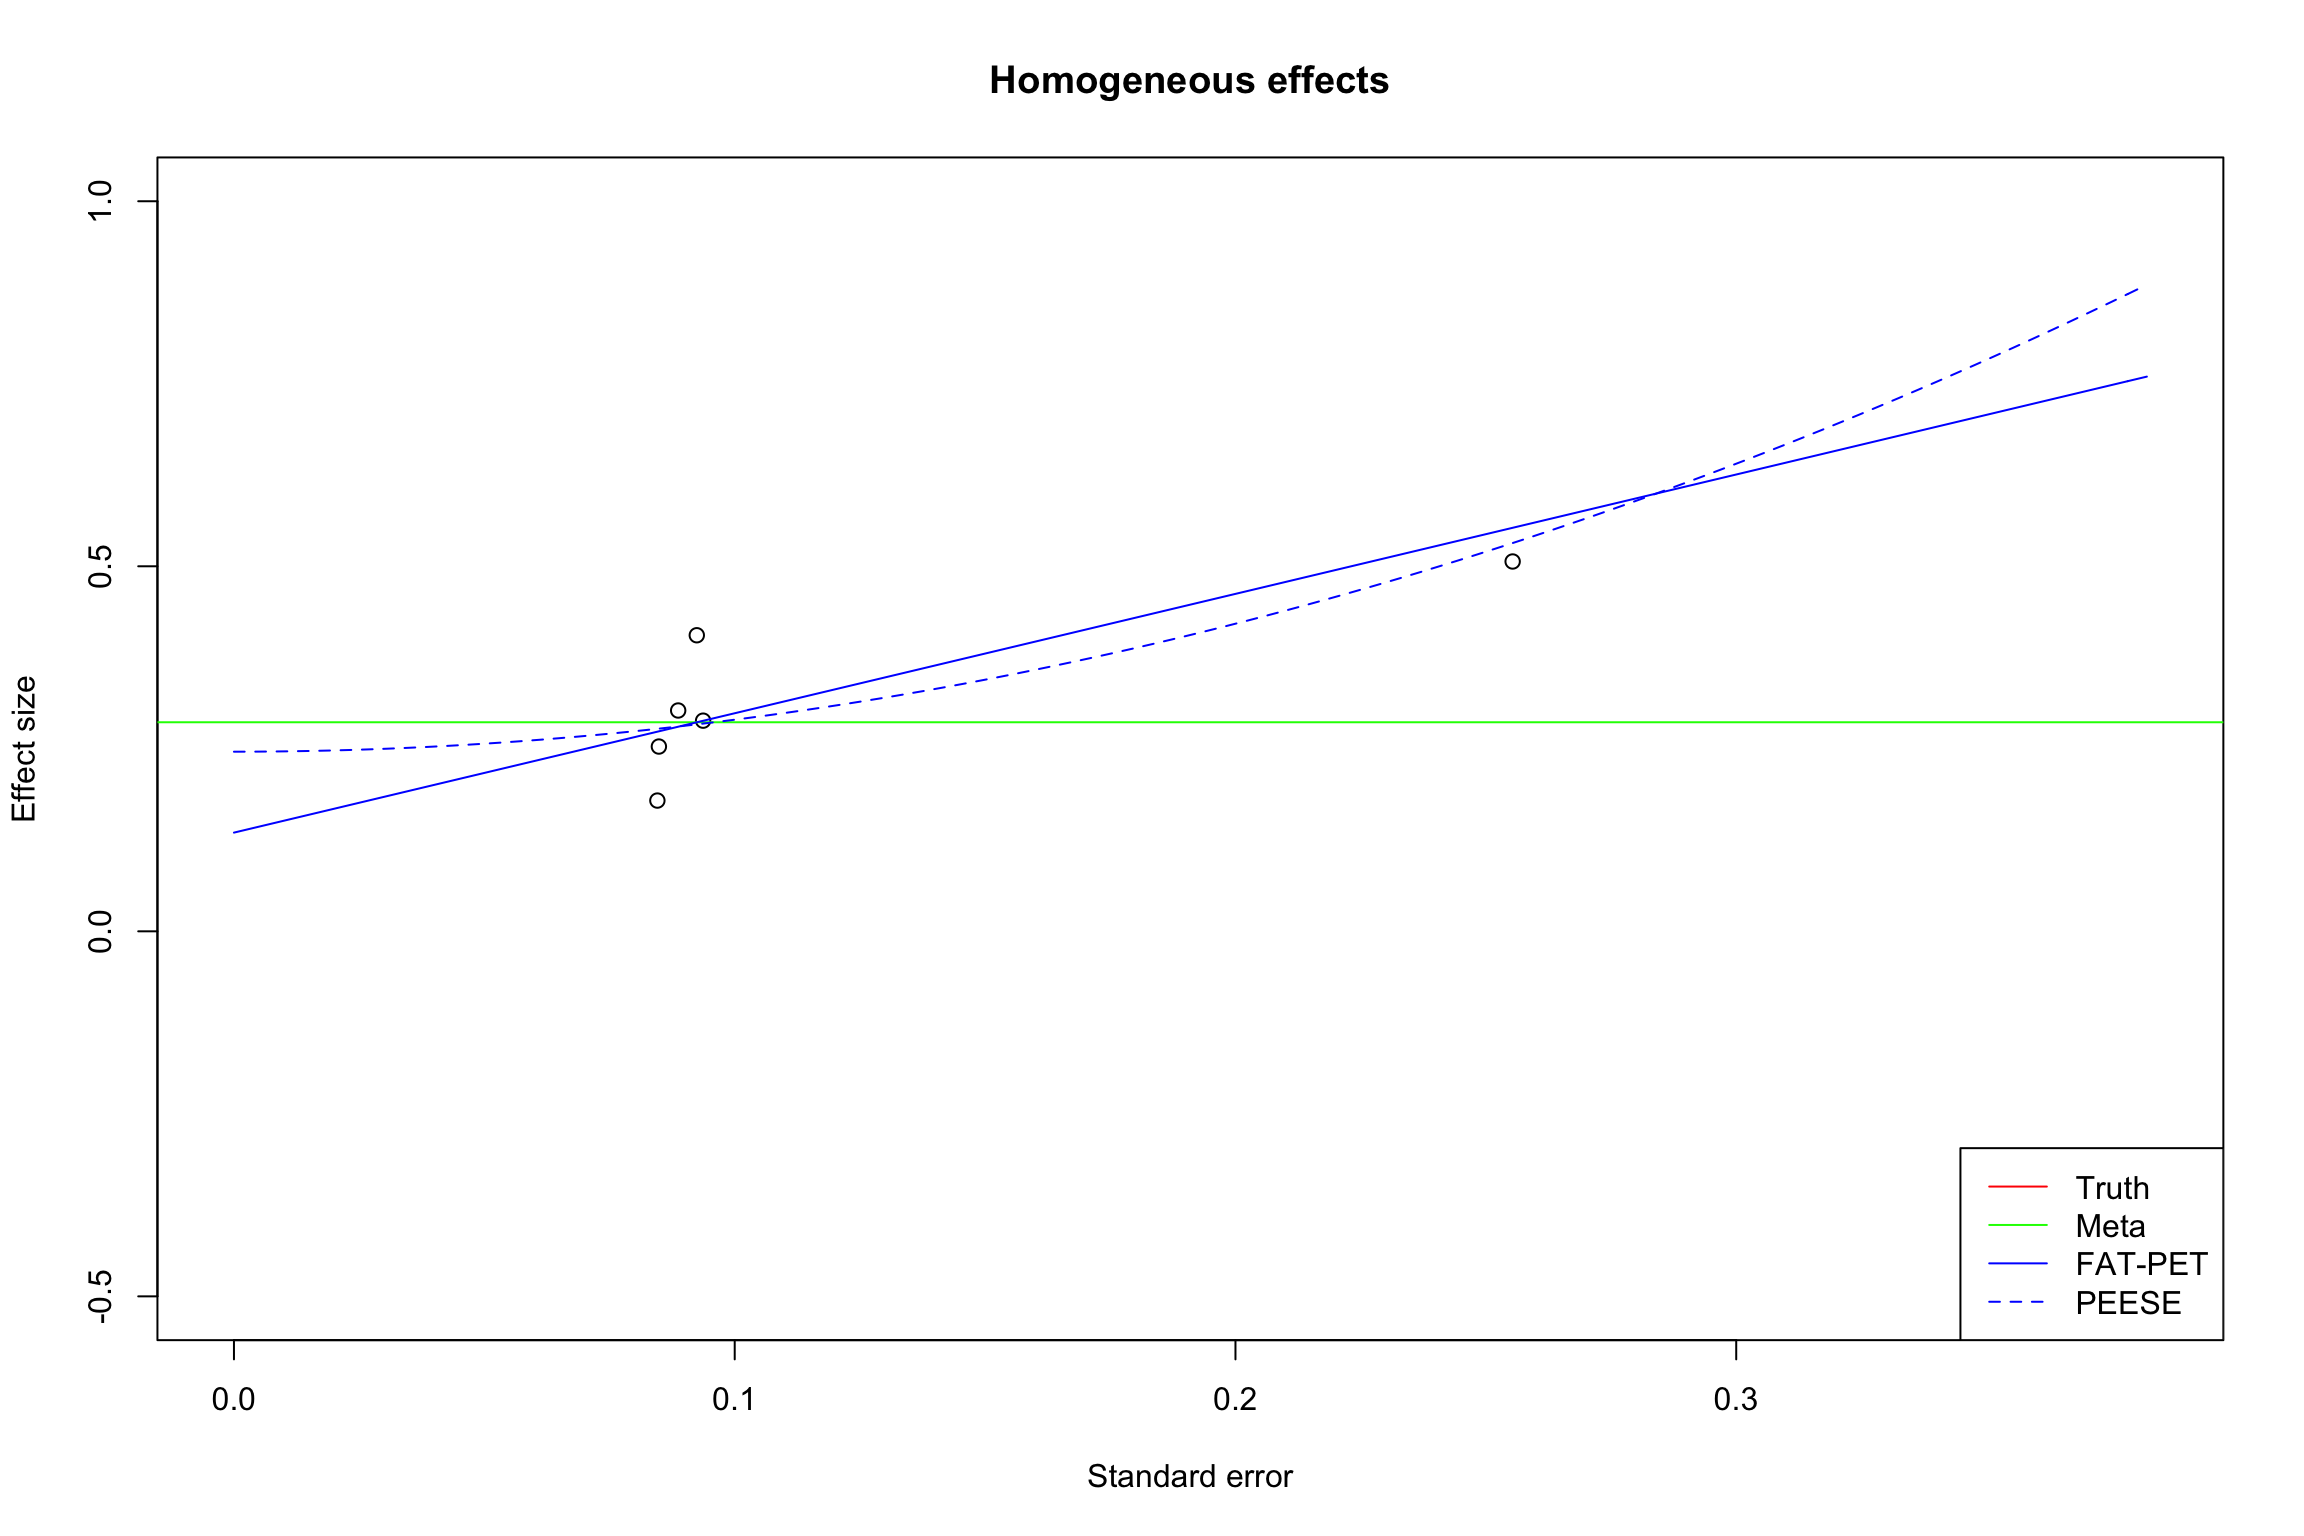 Homogeneous effects
1.0
0.5
0.0
-0.5
Effect size
0.0
0.1
0.2
0.3
Standard error
Truth
Meta
FAT-PET
PEESE